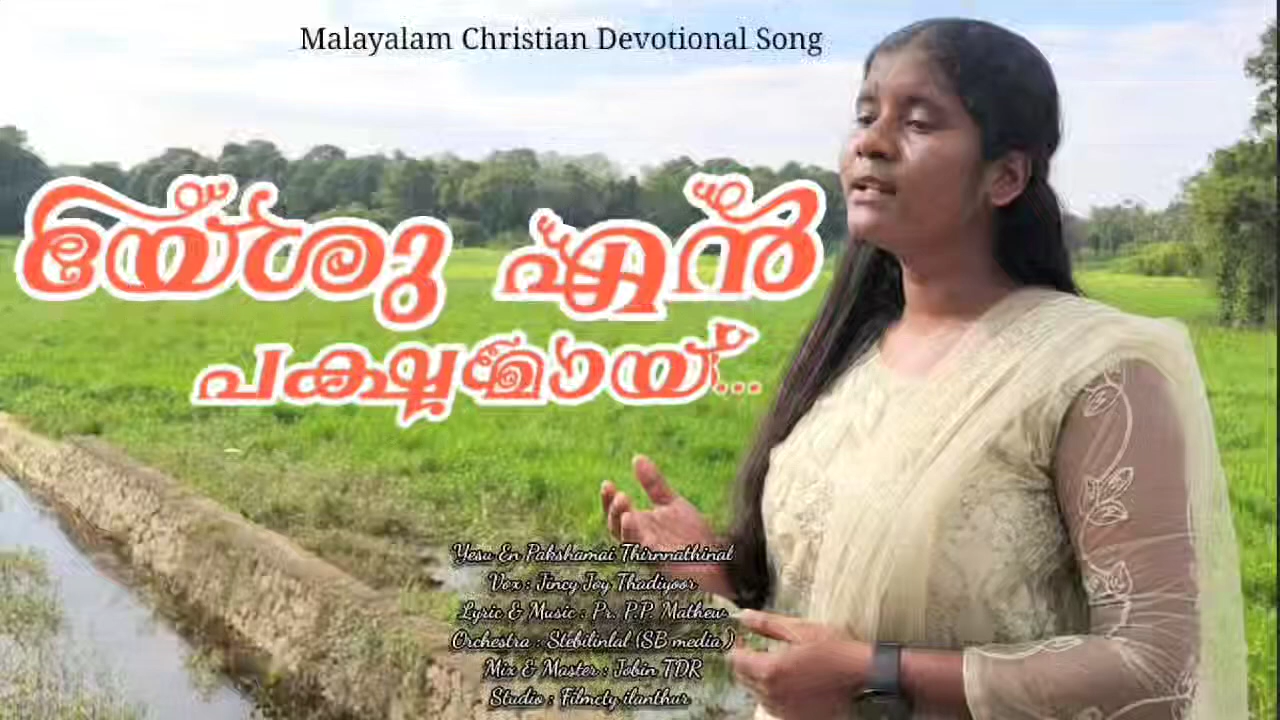 Malayalam Christian Devotional Song
യേശു എൻ
പക്ഷമായ്...
Yesu En Pakshamai Thirnnathinal
Vox : Jincy Joy Thadiyoor
Lyric & Music : Pr. P.P. Mathew
Orchestra : Stebilinlal (SB media)
Mix & Master : Jobin TDR
Studio : Filmcty ilanthur